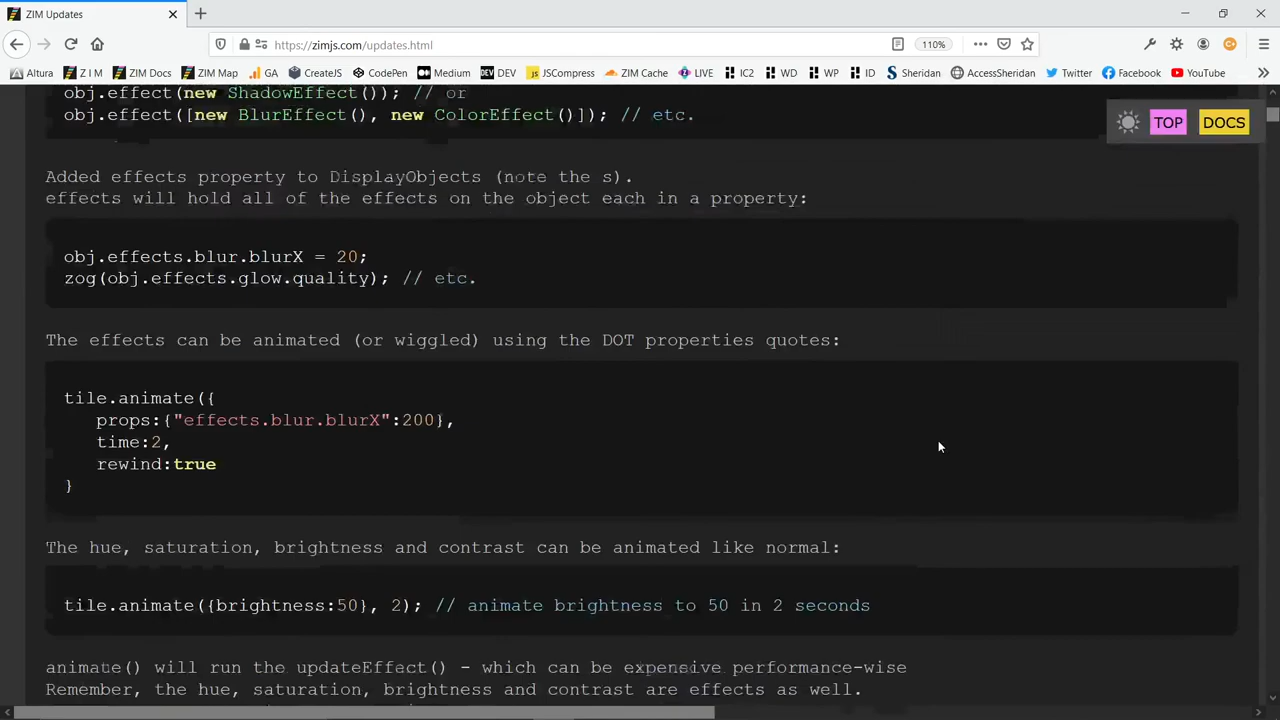 ZIM Updates
https://zimjs.com/updates.html
110%
Altura
Z I M
ZIM Docs
ZIM Map
GA
CreateJS
CodePen
Medium
DEV
DEV
JS
JSCompress
ZIM Cache
LIVE
IC2
WD
WP
ID
Sheridan
AccessSheridan
Twitter
Facebook
YouTube
obj.effect(new ShadowEffect()); // or
obj.effect([new BlurEffect(), new ColorEffect()]); // etc.
TOP
DOCS
Added effects property to DisplayObjects (note the s).
effects will hold all of the effects on the object each in a property:
obj.effects.blur.blurX = 20;
zog(obj.effects.glow.quality); // etc.
The effects can be animated (or wiggled) using the DOT properties quotes:
tile.animate({
props:{"effects.blur.blurX":200},
time:2,
rewind:true
}
The hue, saturation, brightness and contrast can be animated like normal:
tile.animate({brightness:50}, 2); // animate brightness to 50 in 2 seconds
animate() will run the updateEffect() - which can be expensive performance-wise
Remember, the hue, saturation, brightness and contrast are effects as well.